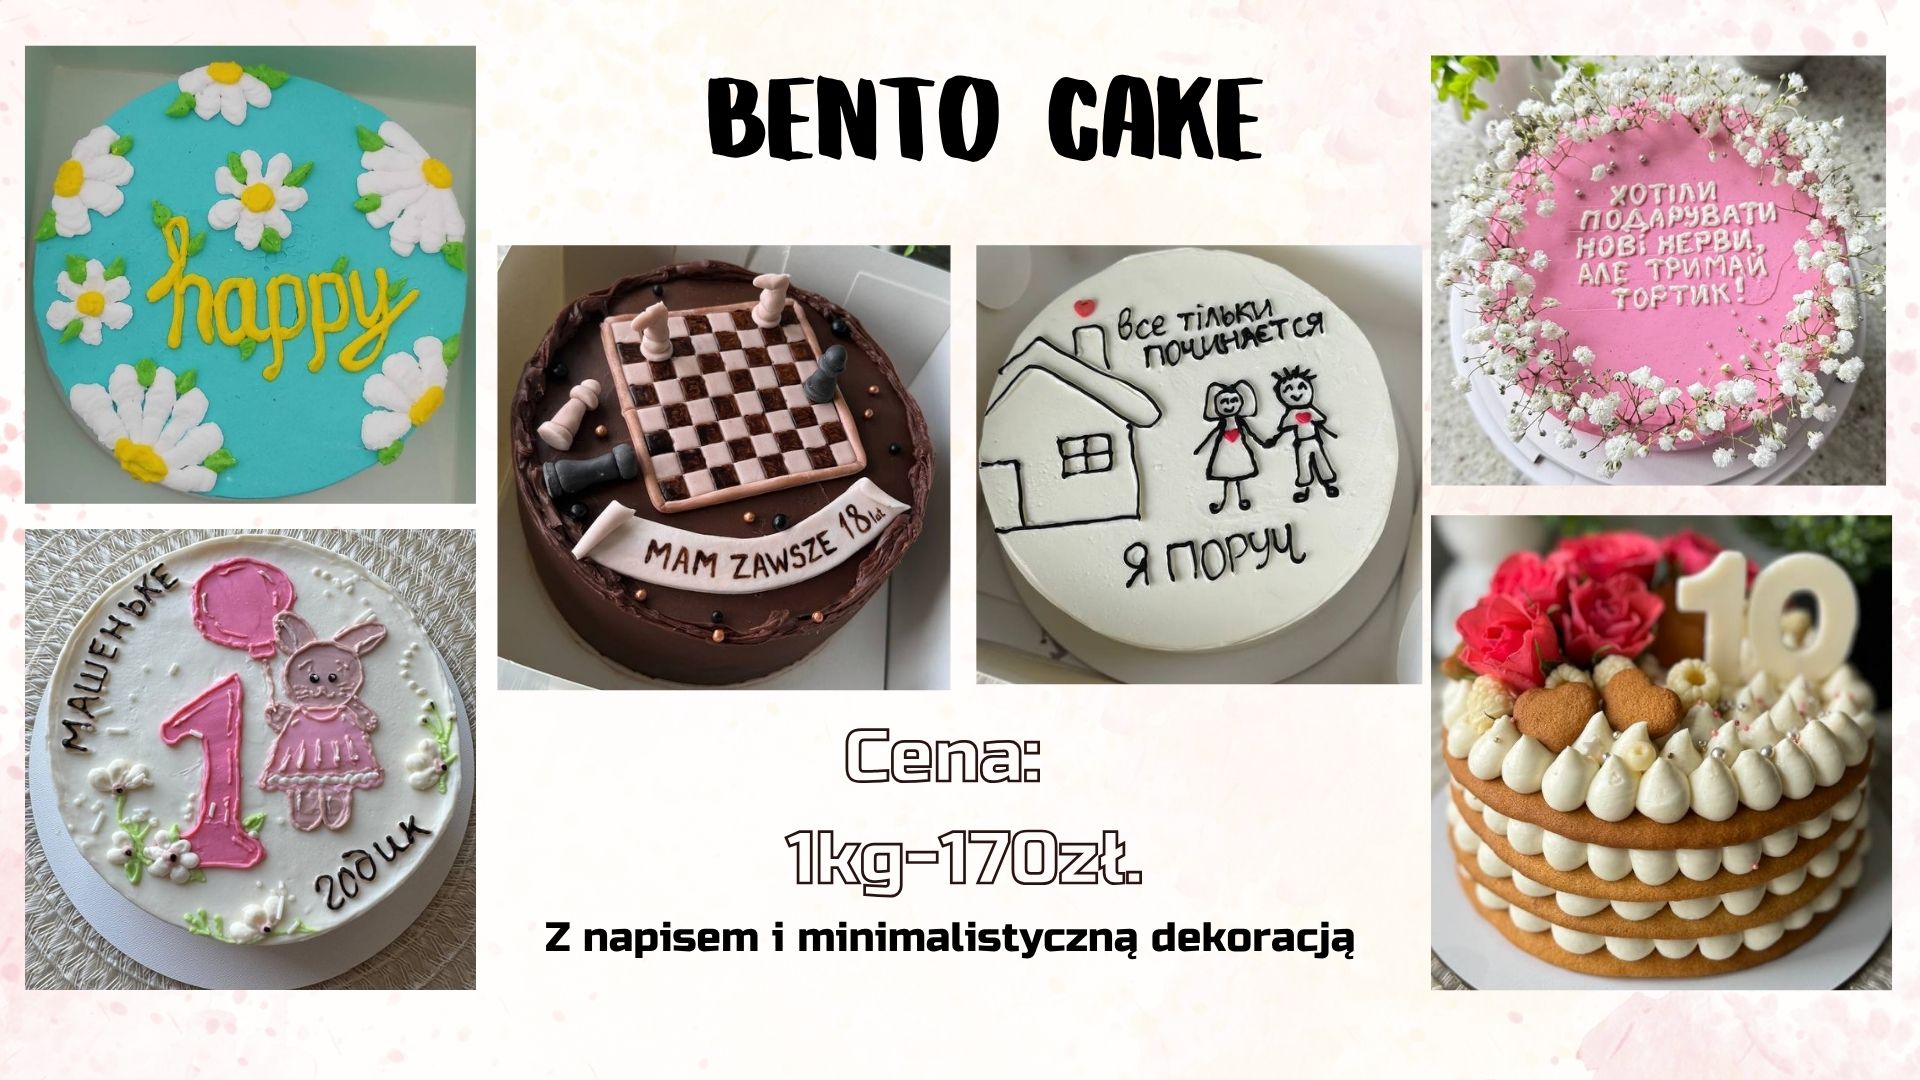 BENTO CAKE
happy
МАШЕНЬКЕ
1
годик
MAM ZAWSZE 18 lat
все тільки
починяется
Я ПОРУЧ
ХОТІЛИ
ПОДАРУВАТИ
НОВІ НЕРВИ,
АЛЕ ТРИМАЙ
ТОРТИК!
10
Cena:
1kg-170zł.
Z napisem i minimalistyczną dekoracją